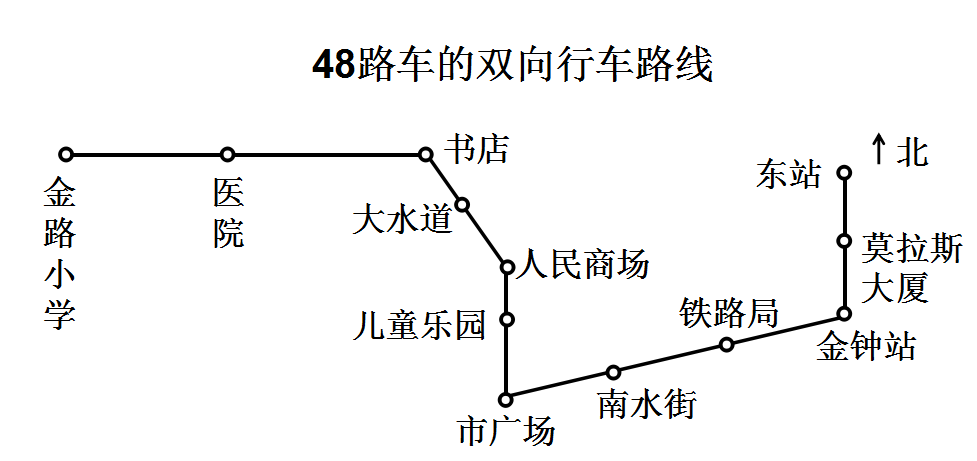 48路车的双向行车路线
书店
北
东站
金路小学
医院
大水道
人民商场
莫拉斯
大厦
儿童乐园
铁路局
金钟站
南水街
市广场